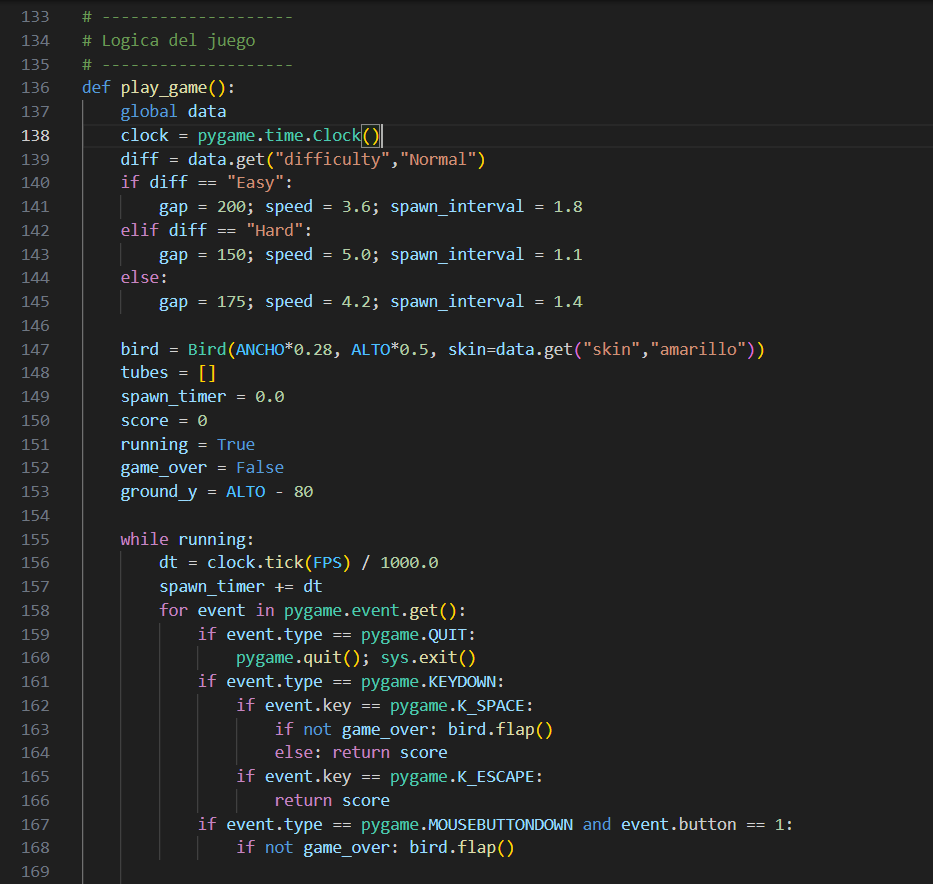 133 # --------------------
134 # Logica del juego
135 # --------------------
136 def play_game():
137     global data
138     clock = pygame.time.Clock()
139     diff = data.get("difficulty","Normal")
140     if diff == "Easy":
141         gap = 200; speed = 3.6; spawn_interval = 1.8
142     elif diff == "Hard":
143         gap = 150; speed = 5.0; spawn_interval = 1.1
144     else:
145         gap = 175; speed = 4.2; spawn_interval = 1.4
146
147     bird = Bird(ANCHO*0.28, ALTO*0.5, skin=data.get("skin","amarillo"))
148     tubes = []
149     spawn_timer = 0.0
150     score = 0
151     running = True
152     game_over = False
153     ground_y = ALTO - 80
154
155     while running:
156         dt = clock.tick(FPS) / 1000.0
157         spawn_timer += dt
158         for event in pygame.event.get():
159             if event.type == pygame.QUIT:
160                 pygame.quit(); sys.exit()
161             if event.type == pygame.KEYDOWN:
162                 if event.key == pygame.K_SPACE:
163                     if not game_over: bird.flap()
164                     else: return score
165                 if event.key == pygame.K_ESCAPE:
166                     return score
167             if event.type == pygame.MOUSEBUTTONDOWN and event.button == 1:
168                 if not game_over: bird.flap()
169